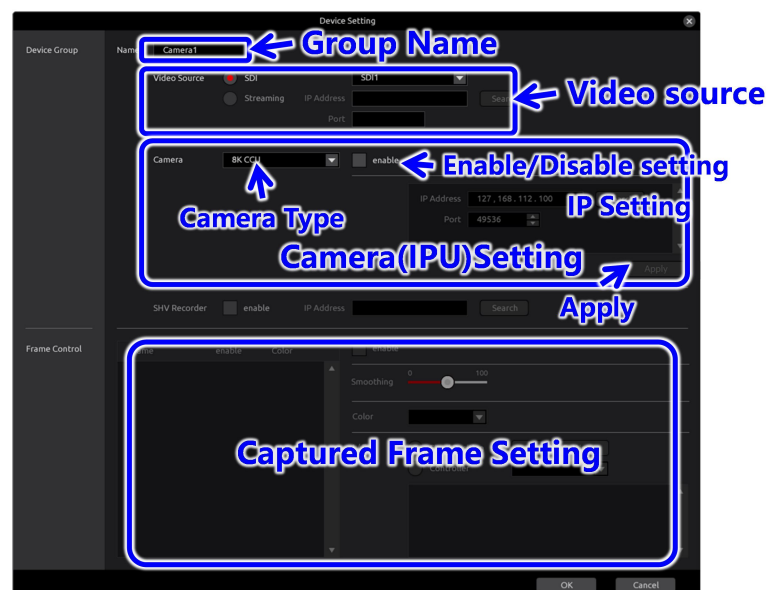 Device Setting
Device Group
Name Camera1
Group Name
Video Source SDI SDI1
Streaming IP Address
Port
Video source
Camera 8K CCU enable
Enable/Disable setting
Camera Type
IP Address 127 . 168 . 112 . 100
IP Setting
Port 49536
Camera(IPU)Setting
Apply
Apply
SHV Recorder enable IP Address Search
Frame Control
enable Color enable
Smoothing 0 100
Color
Captured Frame Setting
Controller
OK Cancel